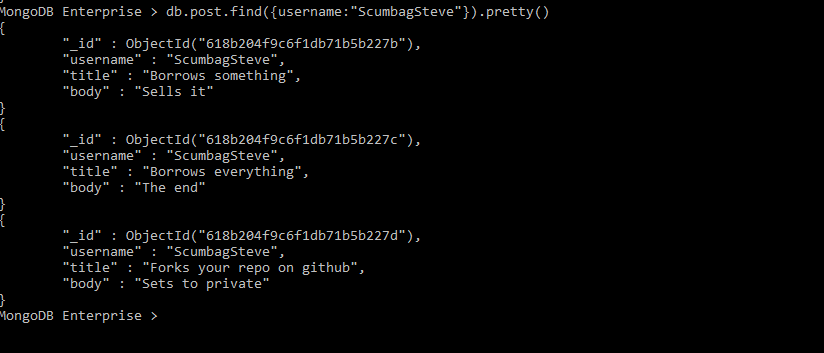 MongoDB Enterprise > db.post.find({username:"ScumbagSteve"}).pretty()
{
        "_id" : ObjectId("618b204f9c6f1db71b5b227b"),
        "username" : "ScumbagSteve",
        "title" : "Borrows something",
        "body" : "Sells it"
}
{
        "_id" : ObjectId("618b204f9c6f1db71b5b227c"),
        "username" : "ScumbagSteve",
        "title" : "Borrows everything",
        "body" : "The end"
}
{
        "_id" : ObjectId("618b204f9c6f1db71b5b227d"),
        "username" : "ScumbagSteve",
        "title" : "Forks your repo on github",
        "body" : "Sets to private"
}
MongoDB Enterprise >